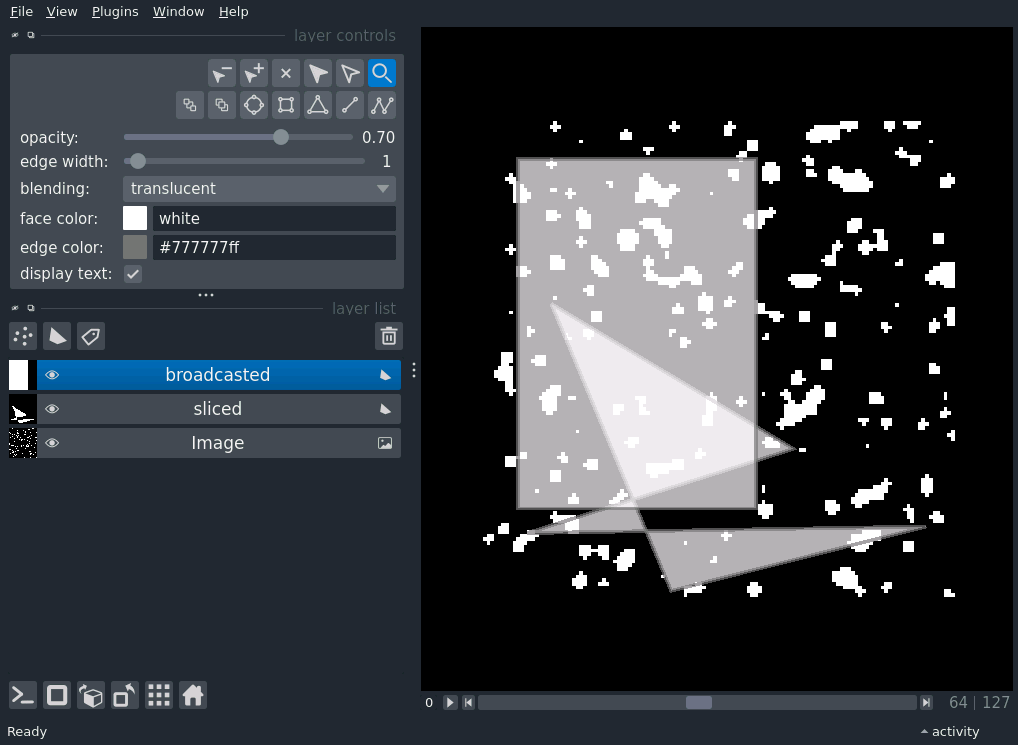 File View Plugins Window Help
layer controls
opacity: 0.70
edge width: 1
blending: translucent
face color: white
edge color: #777777ff
display text:
layer list
broadcasted
sliced
Image
0 64 | 127
Ready activity